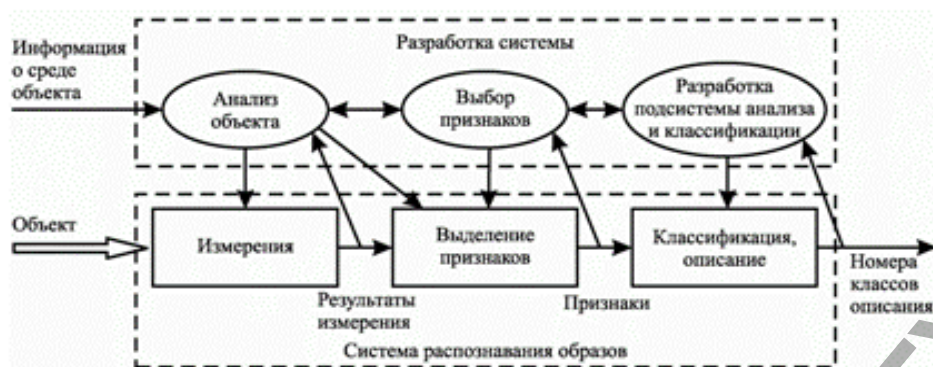 Разработка системы
Информация
о среде
объекта
Анализ
объекта
Выбор
признаков
Разработка
подсистемы анализа
и классификации
Объект
Измерения
Выделение
признаков
Классификация,
описание
Результаты
измерения
Признаки
Номера
классов
описания
Система распознавания образов